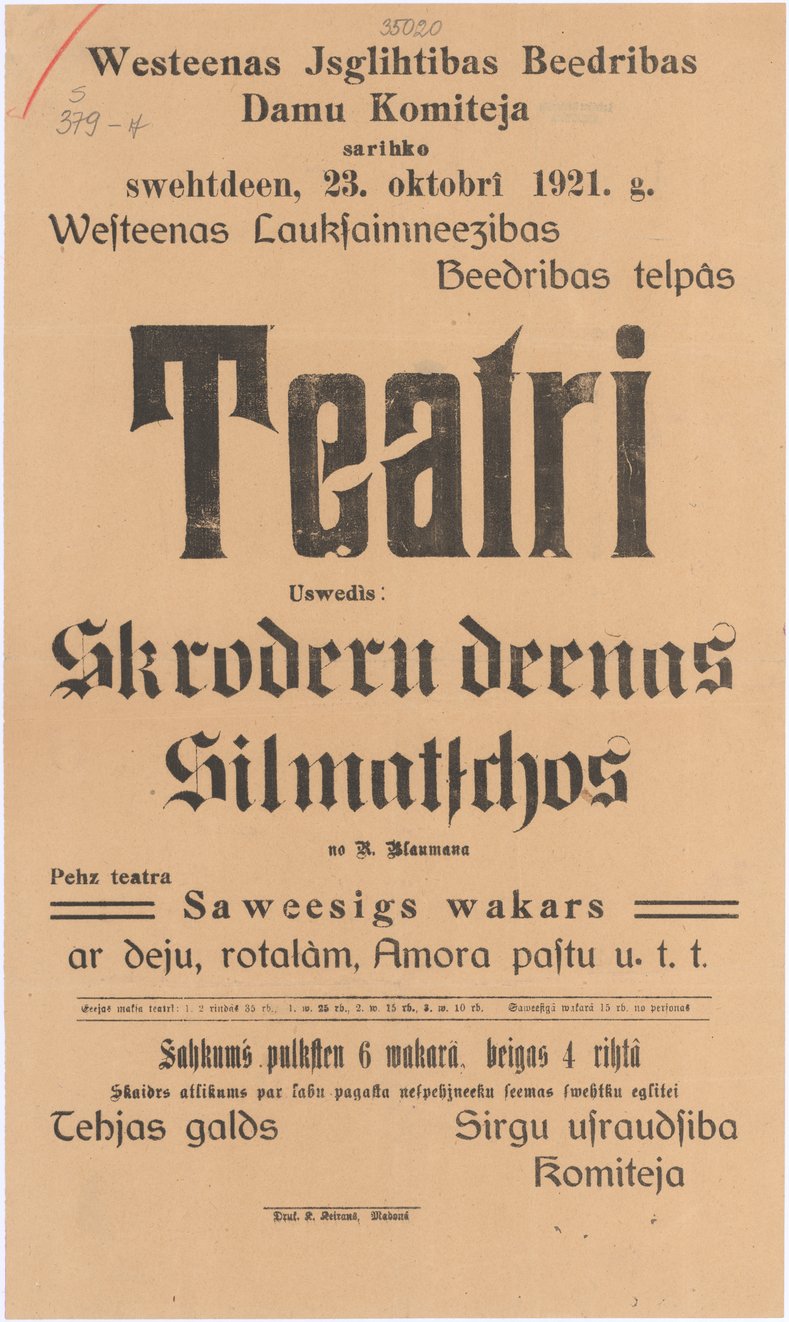 35020
Westeenas Jsglihtibas Beedribas
Damu Komiteja
S
379-A
sarihko
swehtdeen, 23. oktobrî 1921. g.
Weſteenas Laukſaimneezibas
Beedribas telpâs
Teatri
Uswedìs:
Skroderu deenas
Silmatſchos
no R. Blaumana
Pehz teatra
Saweesigs wakars
ar deju, rotaļàm, Amora paſtu u. t. t.
Eeejas makſa teatrî: 1. 2 rindas 35 rb., 1. w. 25 rb., 2. w. 15 rb., 3. w. 10 rb. Saweeſigâ wakarâ 15 rb. no perſonas
Sahkums pulkſten 6 wakarâ, beigas 4 rihtâ
Skaidrs atlikums par labu pagaſta neſpehjneeku ſeemas ſwehtku eglitei
Tehjas galds
Sirgu uſraudſiba
Komiteja
Druk. K. Keirans, Madonâ